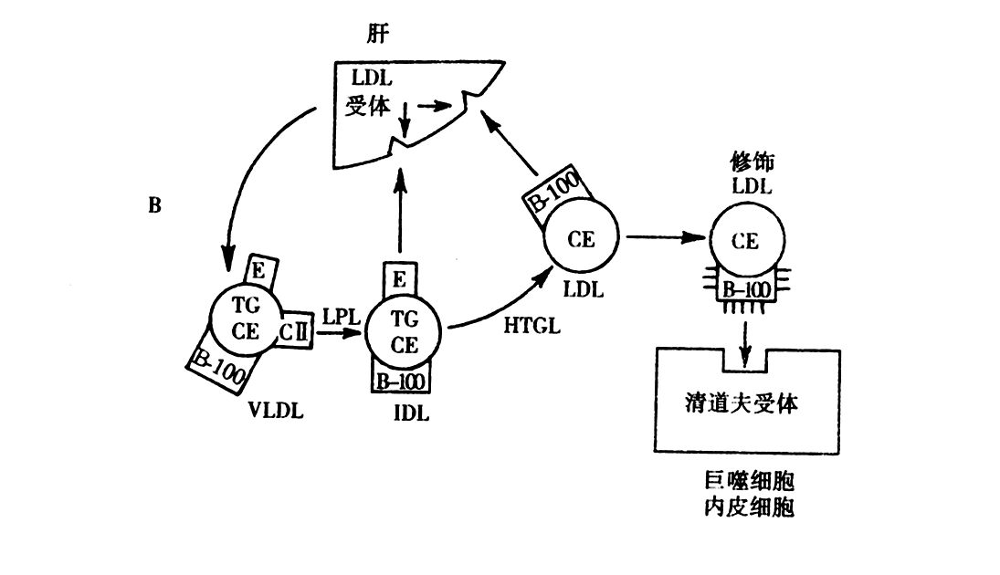 肝
LDL
受体
B
E
TG
CE
CⅡ
B-100
VLDL
LPL
E
TG
CE
B-100
IDL
HTGL
B-100
CE
LDL
修饰
LDL
CE
B-100
清道夫受体
巨噬细胞
内皮细胞